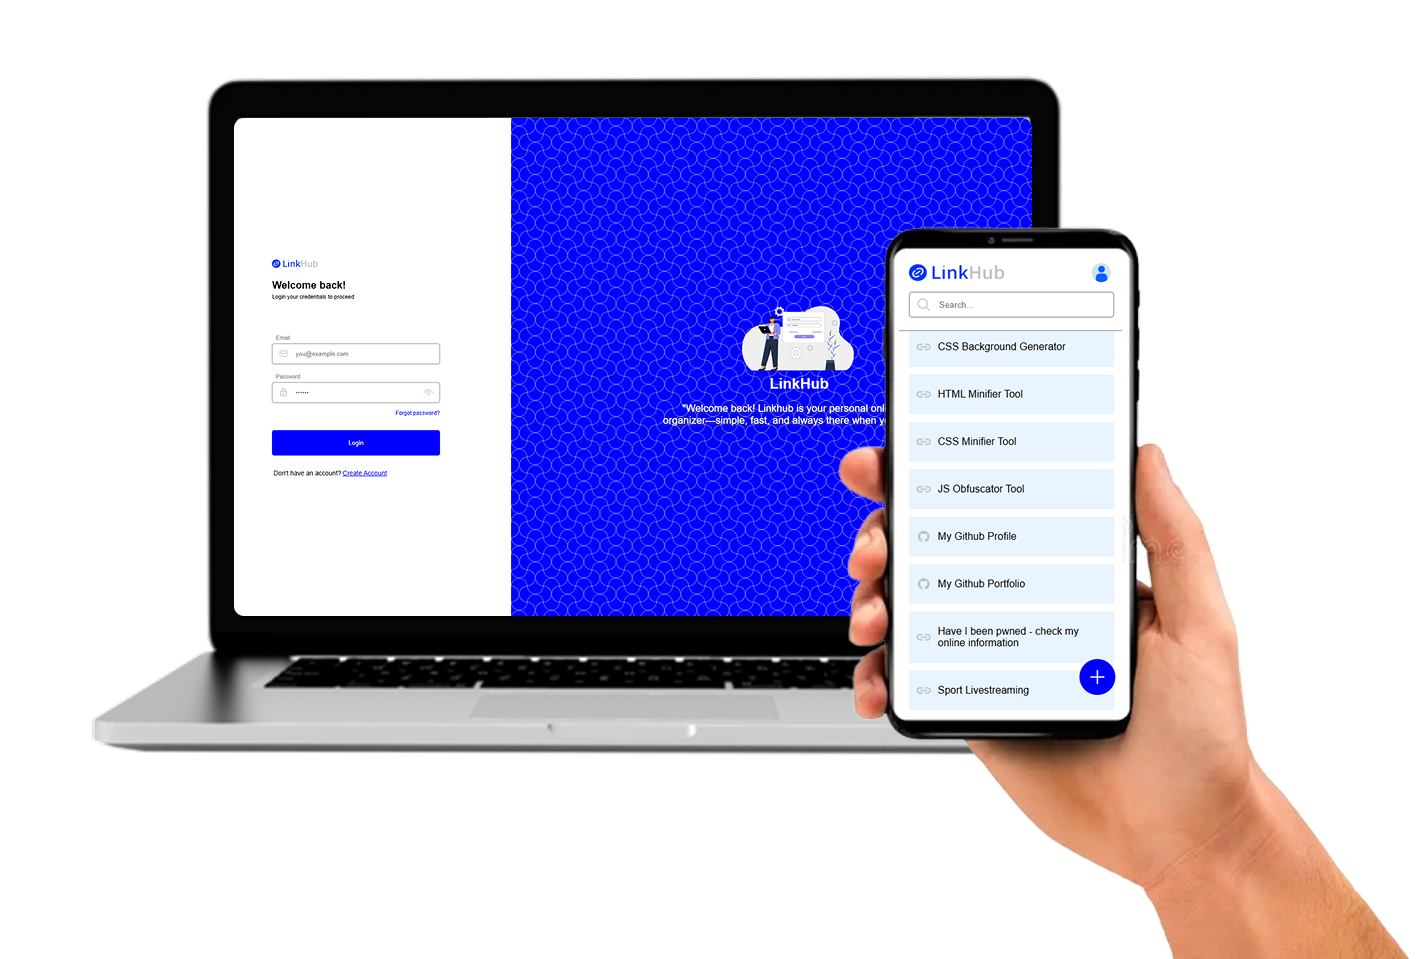 LinkHub
Welcome back!
Login your credentials to proceed
Email
you@example.com
Password
Forgot password?
Login
Don't have an account? Create Account
LinkHub
"Welcome back! Linkhub is your personal
organizer—simple, fast, and always there when
LinkHub
Search...
CSS Background Generator
HTML Minifier Tool
CSS Minifier Tool
JS Obfuscator Tool
My Github Profile
My Github Portfolio
Have I been pwned - check my
online information
Sport Livestreaming